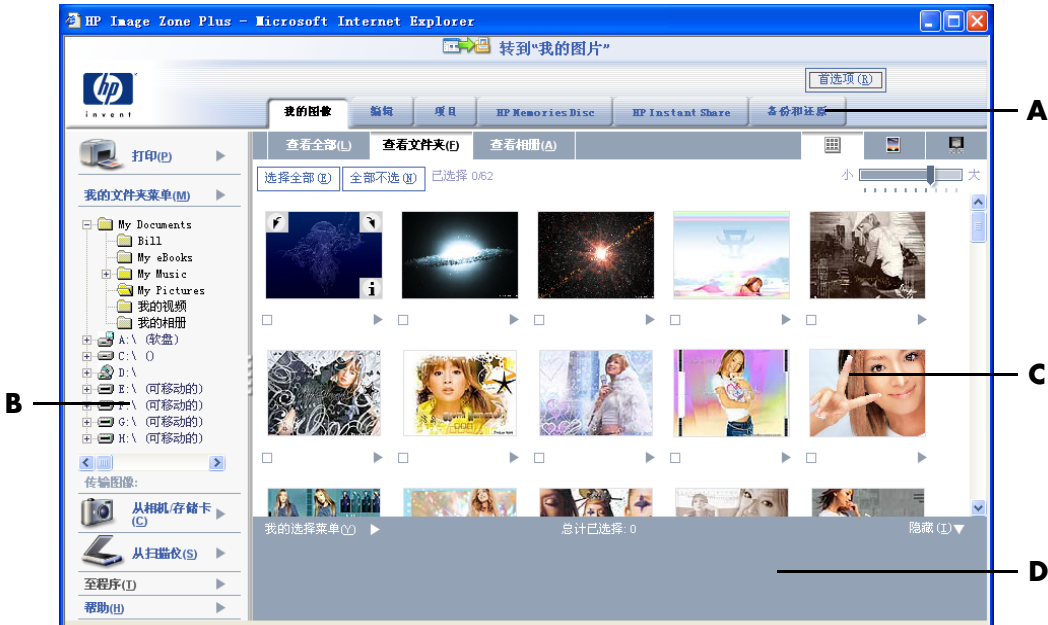 HP Image Zone Plus - Microsoft Internet Explorer
转到“我的图片”
hp
invent
首选项(R)
我的图像 编辑 项目 HP Memories Disc HP Instant Share 备份和还原
A
打印(P)
查看全部(L) 查看文件夹(F) 查看相册(A)
选择全部(E) 全部不选(N) 已选择 0/62 小 大
我的文件夹菜单(M)
My Documents
Bill
My eBooks
My Music
My Pictures
我的视频
我的相册
A:\ (软盘)
C:\ ()
D:\
E:\ (可移动的)
F:\ (可移动的)
G:\ (可移动的)
H:\ (可移动的)
B
C
传输图像:
从相机/存储卡
(C)
从扫描仪(S)
至程序(T)
帮助(H)
我的选择菜单(Y) 总计已选择: 0 隐藏(I)
D